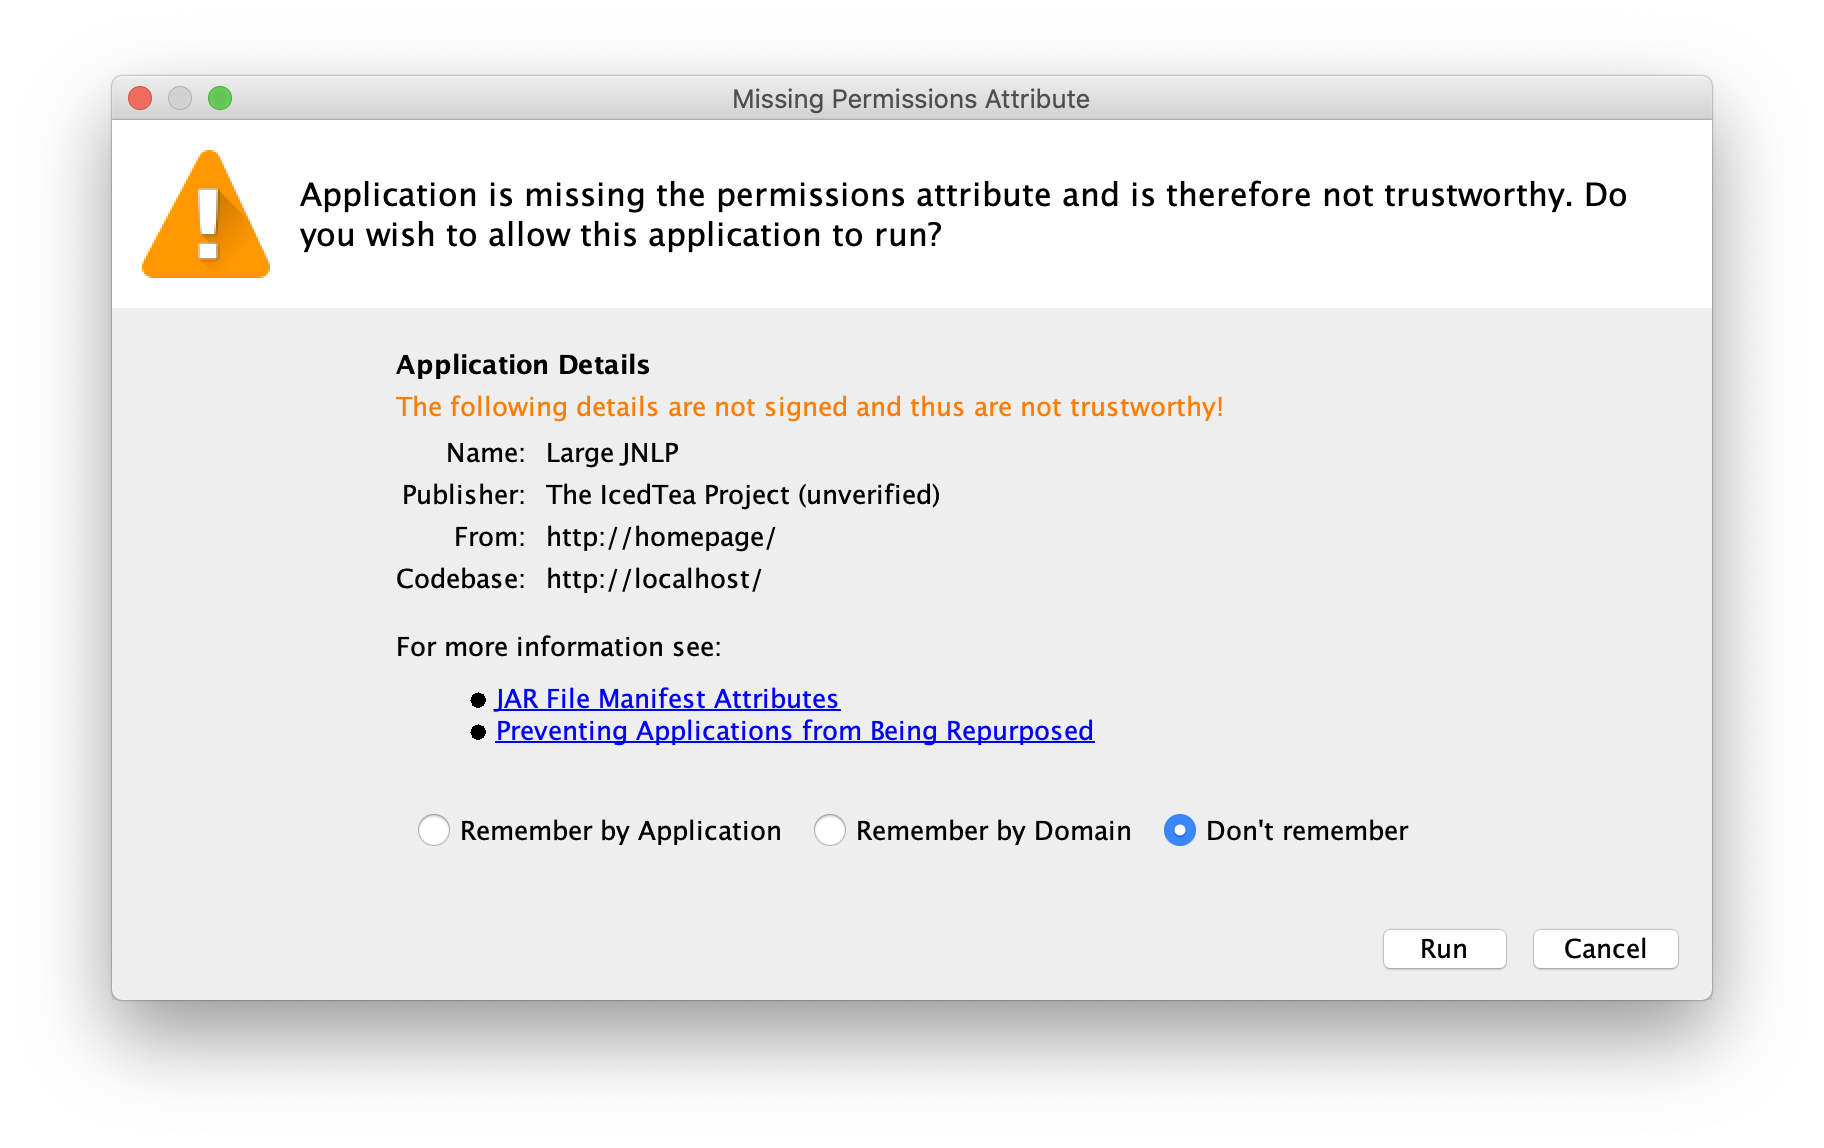 Missing Permissions Attribute
Application is missing the permissions attribute and is therefore not trustworthy. Do
you wish to allow this application to run?
Application Details
The following details are not signed and thus are not trustworthy!
Name: Large JNLP
Publisher: The IcedTea Project (unverified)
From: http://homepage/
Codebase: http://localhost/
For more information see:
● JAR File Manifest Attributes
● Preventing Applications from Being Repurposed
Remember by Application Remember by Domain Don't remember
Run Cancel